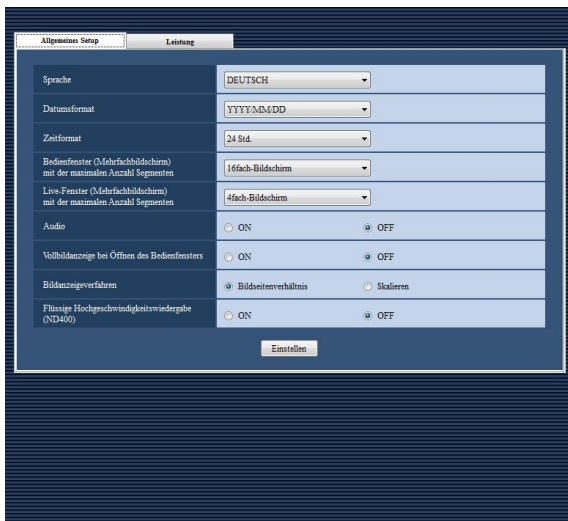 Allgemeines Setup Leistung
Sprache DEUTSCH
Datumsformat YYYY/MM/DD
Zeitformat 24 Std.
Bedienfenster (Mehrfachbildschirm)
mit der maximalen Anzahl Segmenten 16fach-Bildschirm
Live-Fenster (Mehrfachbildschirm)
mit der maximalen Anzahl Segmenten 4fach-Bildschirm
Audio ON OFF
Vollbildanzeige bei Öffnen des Bedienfensters ON OFF
Bildanzeigeverfahren Bildseitenverhältnis Skalieren
Flüssige Hochgeschwindigkeitswiedergabe
(ND400) ON OFF
Einstellen